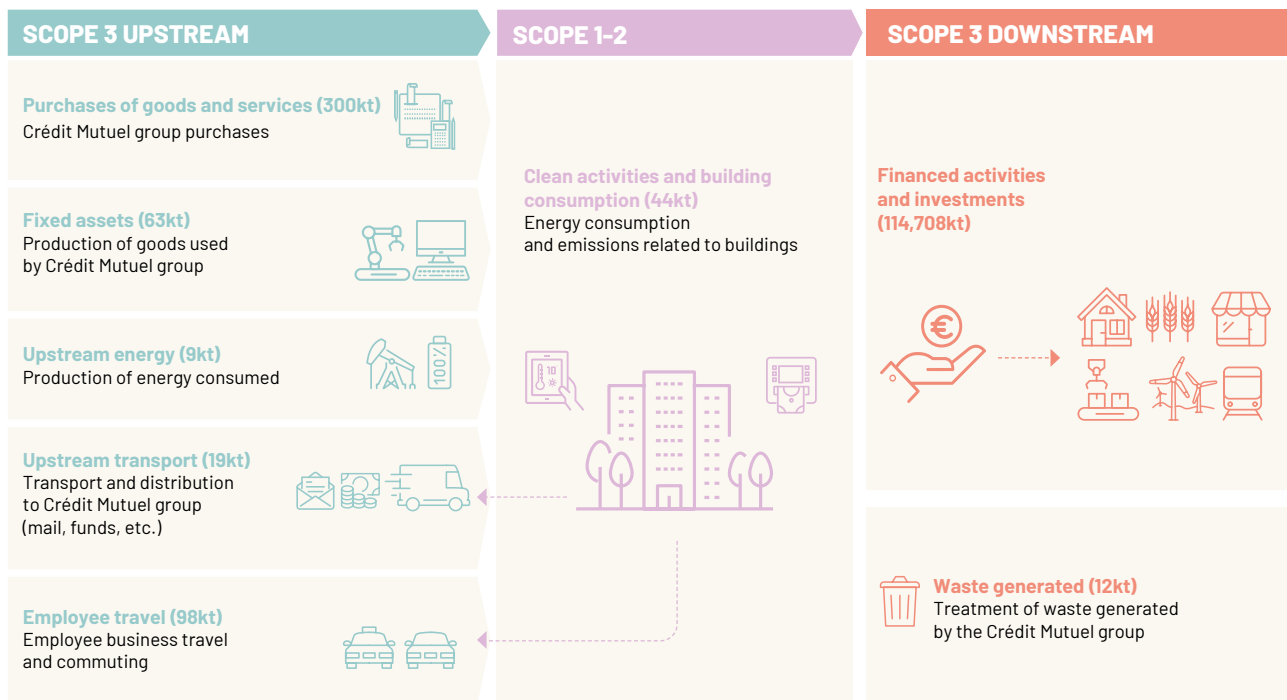 SCOPE 3 UPSTREAM
Purchases of goods and services (300kt)
Crédit Mutuel group purchases
Fixed assets (63kt)
Production of goods used
by Crédit Mutuel group
Upstream energy (9kt)
Production of energy consumed
100%
Upstream transport (19kt)
Transport and distribution
to Crédit Mutuel group
(mail, funds, etc.)
Employee travel (98kt)
Employee business travel
and commuting
SCOPE 1-2
Clean activities and building
consumption (44kt)
Energy consumption
and emissions related to buildings
10
SCOPE 3 DOWNSTREAM
Financed activities
and investments
(114,708kt)
€
Waste generated (12kt)
Treatment of waste generated
by the Crédit Mutuel group